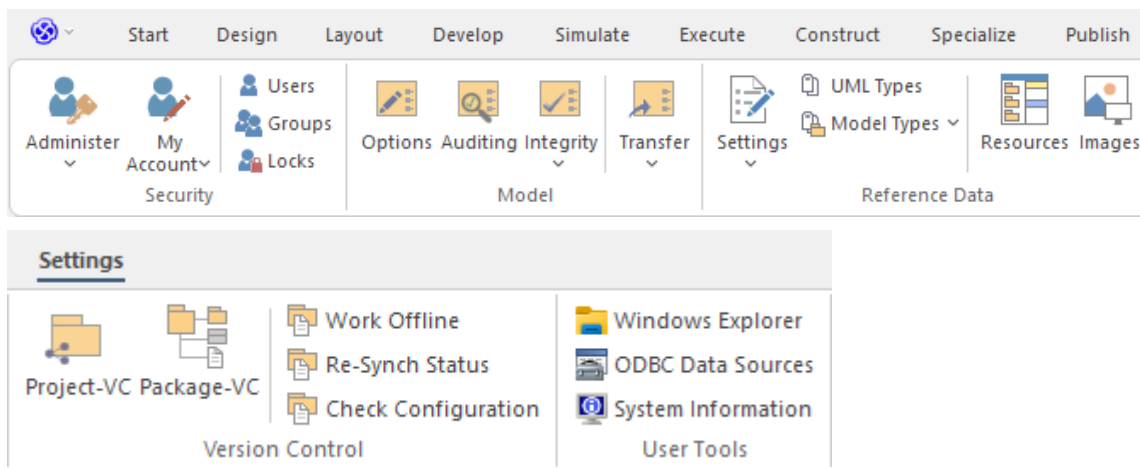 Start Design Layout Develop Simulate Execute Construct Specialize Publish
Administer
My
Account
Users
Groups
Locks
Security
Options Auditing Integrity Transfer
Model
Settings
UML Types
Model Types
Resources Images
Reference Data
Settings
Project-VC Package-VC
Work Offline
Re-Synch Status
Check Configuration
Version Control
Windows Explorer
ODBC Data Sources
System Information
User Tools